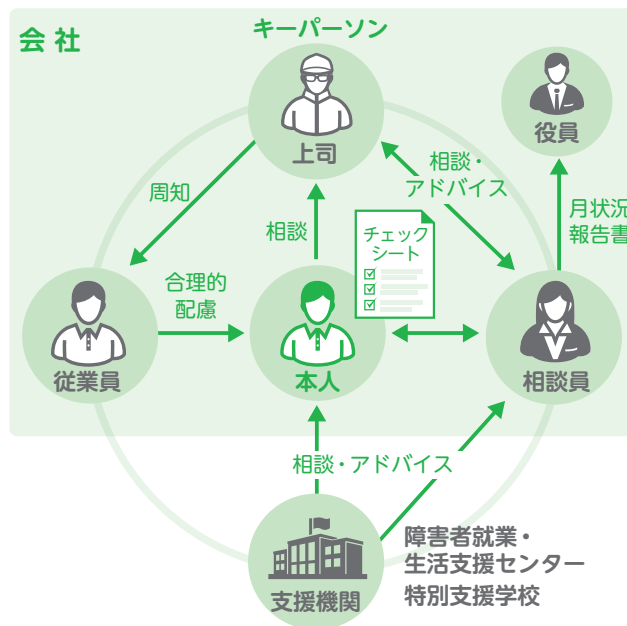 会社
キーパーソン
上司
役員
周知
相談
相談・
アドバイス
月状況
報告書
チェック
シート
合理的
配慮
従業員
本人
相談員
相談・アドバイス
支援機関
障害者就業・
生活支援センター
特別支援学校